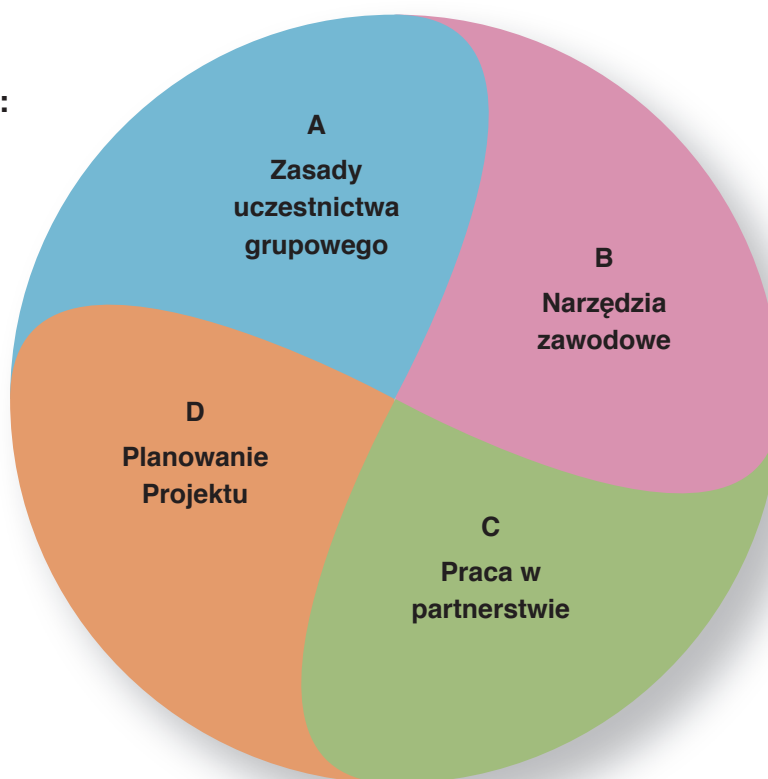 :
A
Zasady
uczestnictwa
grupowego
B
Narzędzia
zawodowe
C
Praca w
partnerstwie
D
Planowanie
Projektu